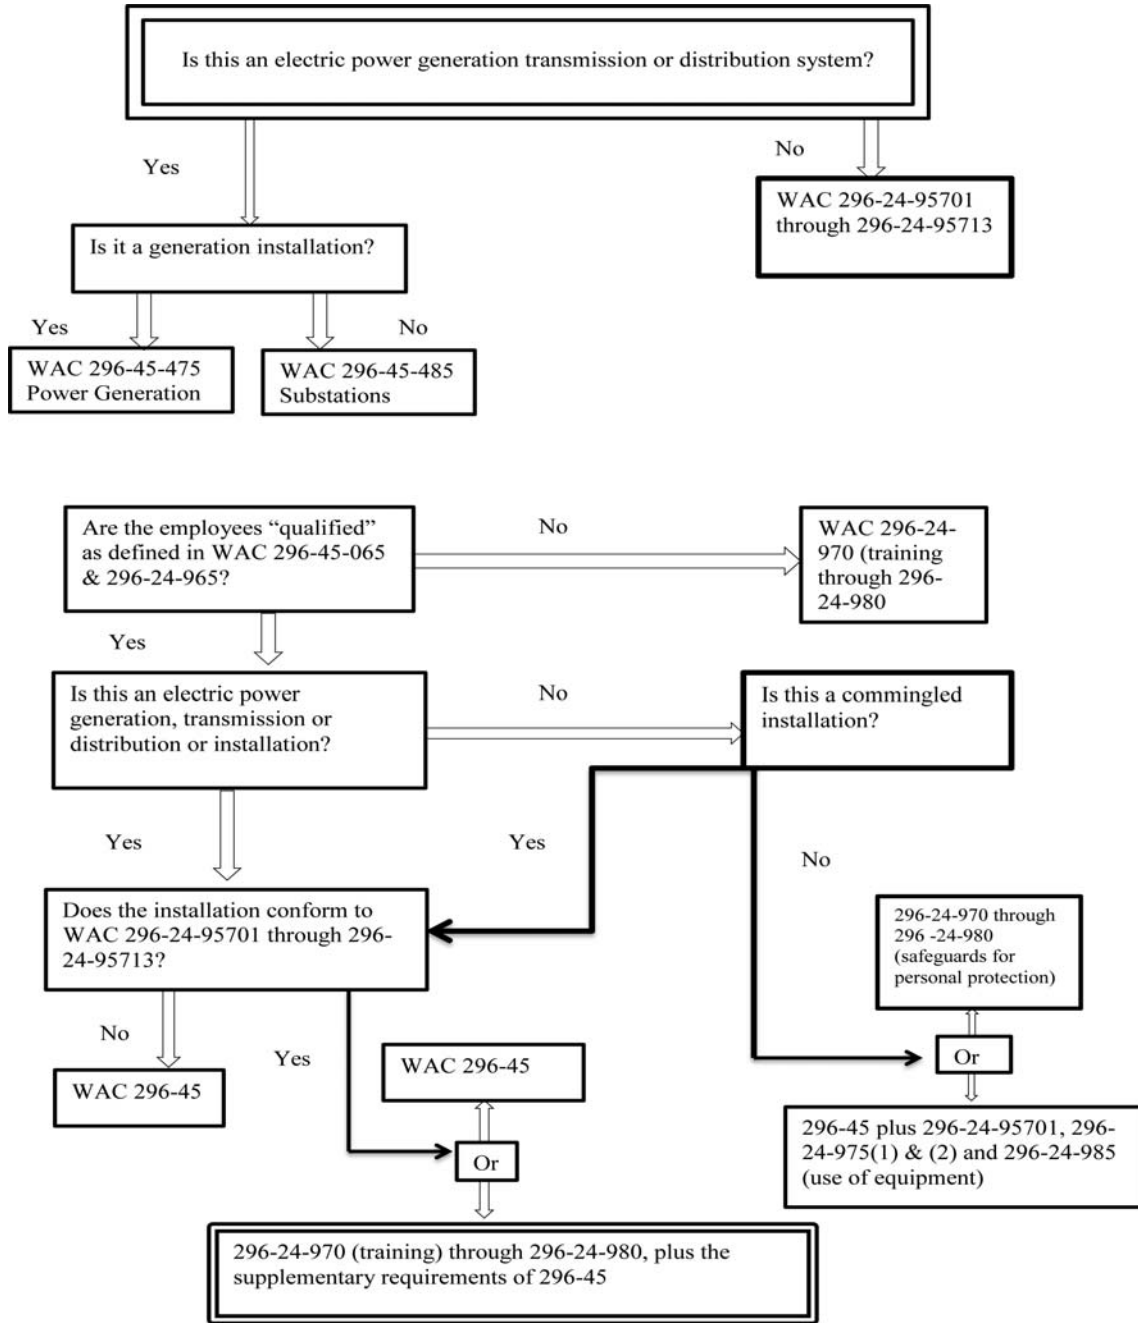 Is this an electric power generation transmission or distribution system?
Yes
No
WAC 296-24-95701
through 296-24-95713
Is it a generation installation?
Yes
No
WAC 296-45-475
Power Generation
WAC 296-45-485
Substations
Are the employees “qualified”
as defined in WAC 296-45-065
& 296-24-965?
No
WAC 296-24-
970 (training
through 296-
24-980
Yes
Is this an electric power
generation, transmission or
distribution or installation?
No
Is this a commingled
installation?
Yes
Yes
No
Does the installation conform to
WAC 296-24-95701 through 296-
24-95713?
296-24-970 through
296 -24-980
(safeguards for
personal protection)
No
Yes
WAC 296-45
WAC 296-45
Or
Or
296-45 plus 296-24-95701, 296-
24-975(1) & (2) and 296-24-985
(use of equipment)
296-24-970 (training) through 296-24-980, plus the
supplementary requirements of 296-45